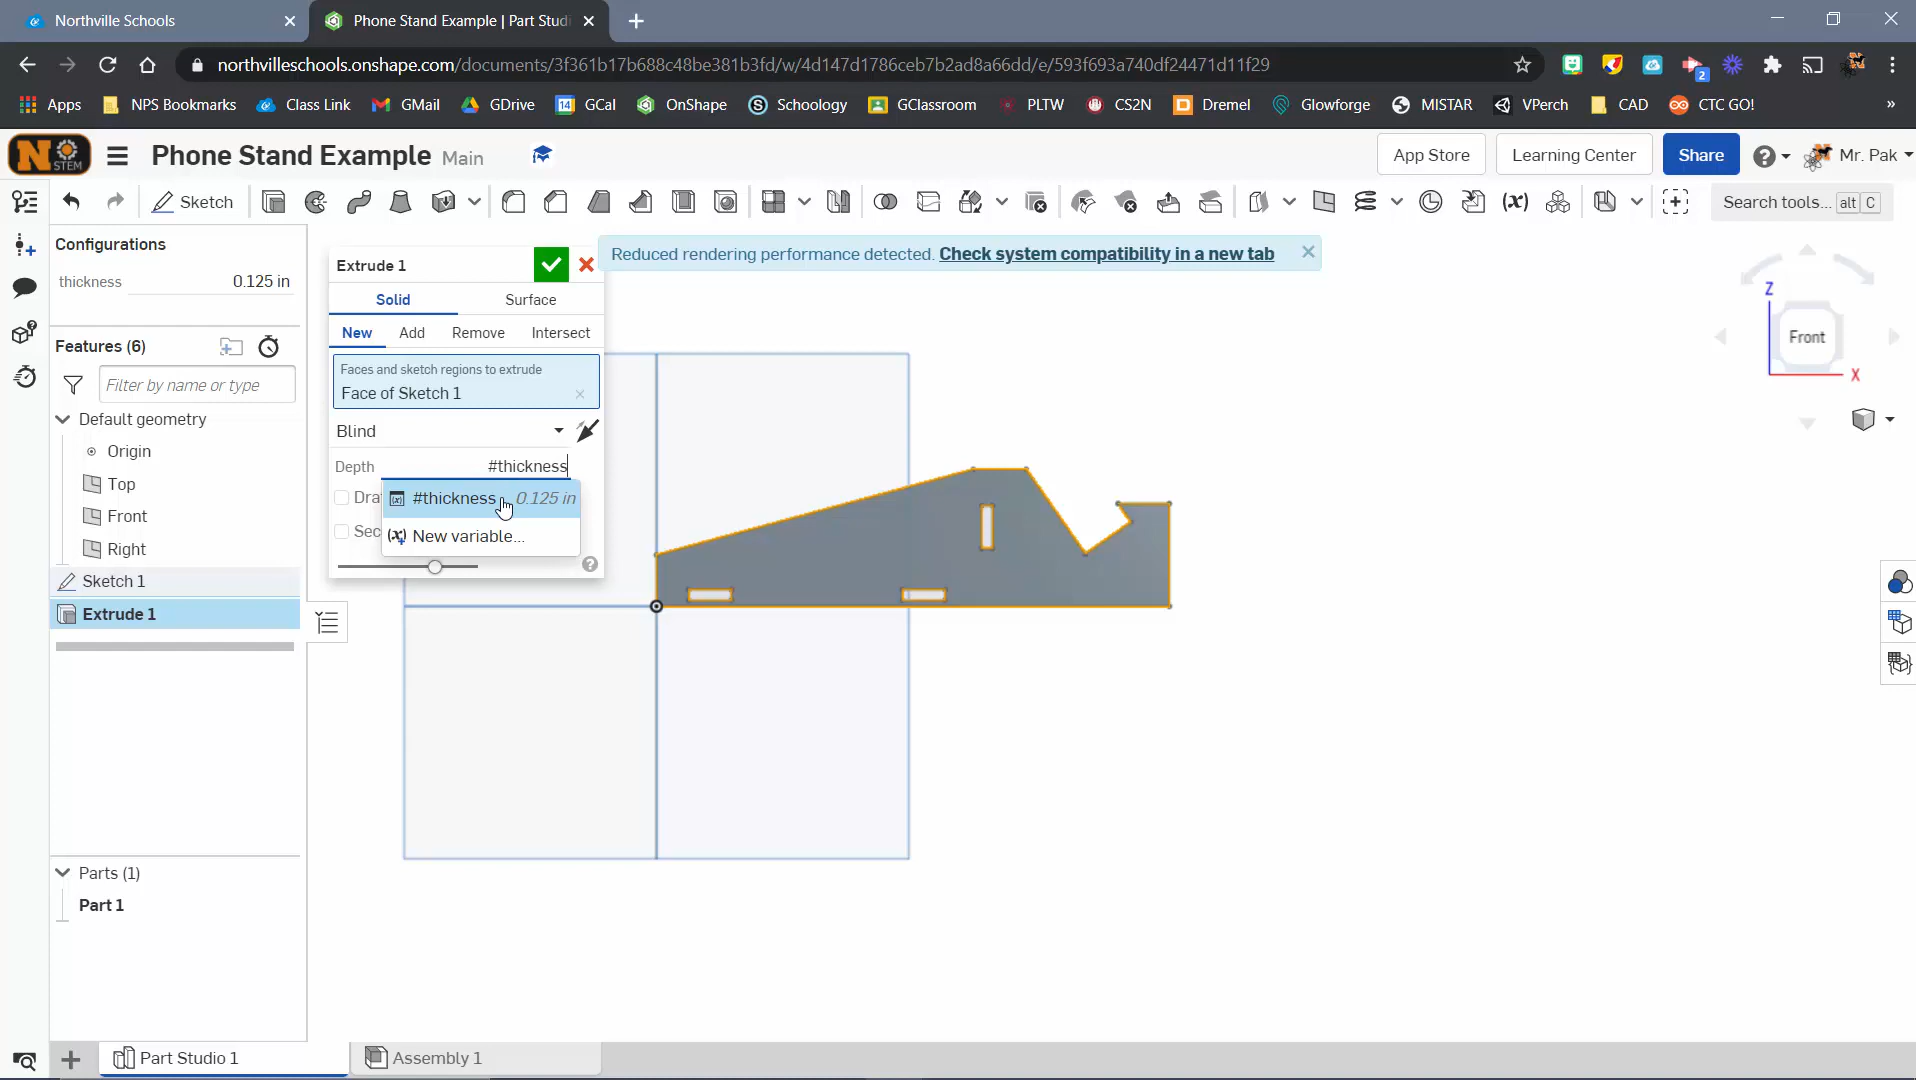 Northville Schools
Phone Stand Example | Part Studi
northvilleschools.onshape.com/documents/3f361b17b688c48be381b3fd/w/4d147d1786ceb7b2ad8a66dd/e/593f693a740df24471d11f29
2
Apps
NPS Bookmarks
Class Link
GMail
GDrive
14
GCal
OnShape
Schoology
GClassroom
PLTW
CS2N
Dremel
Glowforge
MISTAR
VPerch
CAD
CTC GO!
»
N STEM
Phone Stand Example Main
App Store
Learning Center
Share
Mr. Pak
Sketch
(x)
Search tools... alt C
Configurations
thickness 0.125 in
Features (6)
Filter by name or type
Default geometry
Origin
Top
Front
Right
Sketch 1
Extrude 1
Parts (1)
Part 1
Extrude 1
Solid Surface
New Add Remove Intersect
Faces and sketch regions to extrude
Face of Sketch 1
Blind
Depth #thickness
Dra
#thickness 0.125 in
Sec
New variable...
Reduced rendering performance detected. Check system compatibility in a new tab
Z
Front
X
Part Studio 1
Assembly 1